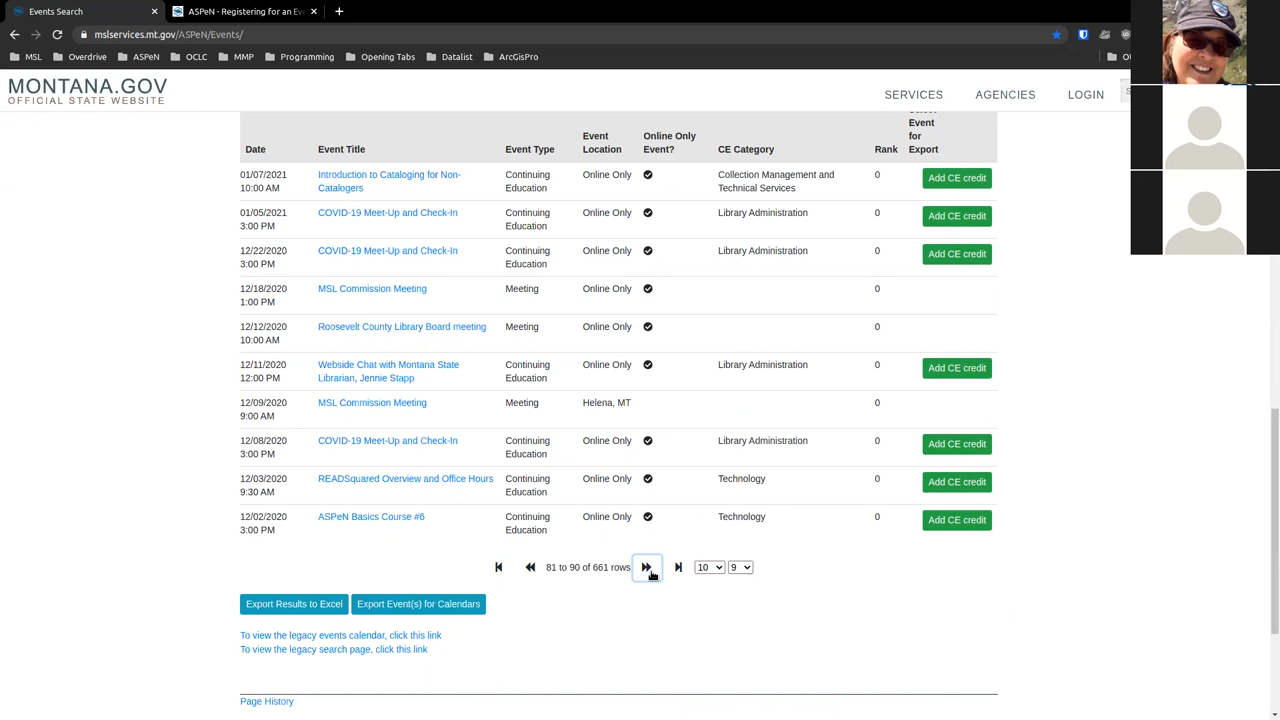 Events Search
ASPeN - Registering for an Ev
mslservices.mt.gov/ASPeN/Events/
MSL Overdrive ASPeN OCLC MMP Programming Opening Tabs Datalist ArcGisPro
MONTANA.GOV
OFFICIAL STATE WEBSITE
SERVICES AGENCIES LOGIN
Date Event Title Event Type Event Location Online Only Event? CE Category Rank Event for Export
01/07/2021 10:00 AM Introduction to Cataloging for Non-Catalogers Continuing Education Online Only Collection Management and Technical Services 0 Add CE credit
01/05/2021 3:00 PM COVID-19 Meet-Up and Check-In Continuing Education Online Only Library Administration 0 Add CE credit
12/22/2020 3:00 PM COVID-19 Meet-Up and Check-In Continuing Education Online Only Library Administration 0 Add CE credit
12/18/2020 1:00 PM MSL Commission Meeting Meeting Online Only 0
12/12/2020 10:00 AM Roosevelt County Library Board meeting Meeting Online Only 0
12/11/2020 12:00 PM Webside Chat with Montana State Librarian, Jennie Stapp Continuing Education Online Only Library Administration 0 Add CE credit
12/09/2020 9:00 AM MSL Commission Meeting Meeting Helena, MT 0
12/08/2020 3:00 PM COVID-19 Meet-Up and Check-In Continuing Education Online Only Library Administration 0 Add CE credit
12/03/2020 9:30 AM READSquared Overview and Office Hours Continuing Education Online Only Technology 0 Add CE credit
12/02/2020 3:00 PM ASPeN Basics Course #6 Continuing Education Online Only Technology 0 Add CE credit
81 to 90 of 661 rows 10 9
Export Results to Excel Export Event(s) for Calendars
To view the legacy events calendar, click this link
To view the legacy search page, click this link
Page History